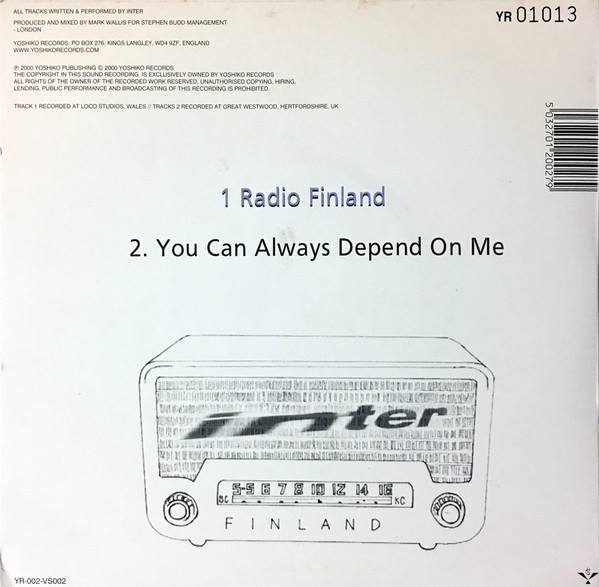 ALL TRACKS WRITTEN & PERFORMED BY INTER
YR 01013
PRODUCED AND MIXED BY MARK WALLIS FOR STEPHEN BUDD MANAGEMENT
- LONDON
YOSHIKO RECORDS: PO BOX 276, KINGS LANGLEY, WD4 9ZF, ENGLAND
WWW.YOSHIKORECORDS.COM
℗ 2000 YOSHIKO PUBLISHING © 2000 YOSHIKO RECORDS
THE COPYRIGHT IN THIS SOUND RECORDING IS EXCLUSIVELY OWNED BY YOSHIKO RECORDS
ALL RIGHTS OF THE OWNER OF THE RECORDED WORK RESERVED, UNAUTHORISED COPYING, HIRING,
LENDING, PUBLIC PERFORMANCE AND BROADCASTING OF THIS RECORDING IS PROHIBITED.
TRACK 1 RECORDED AT LOCO STUDIOS, WALES // TRACKS 2 RECORDED AT GREAT WESTWOOD, HERTFORDSHIRE, UK
5 032701 200279
1 Radio Finland
2. You Can Always Depend On Me
inter
5·5 6 7 8 10 12 14 16
BC KC
FINLAND
YR-002-VS002